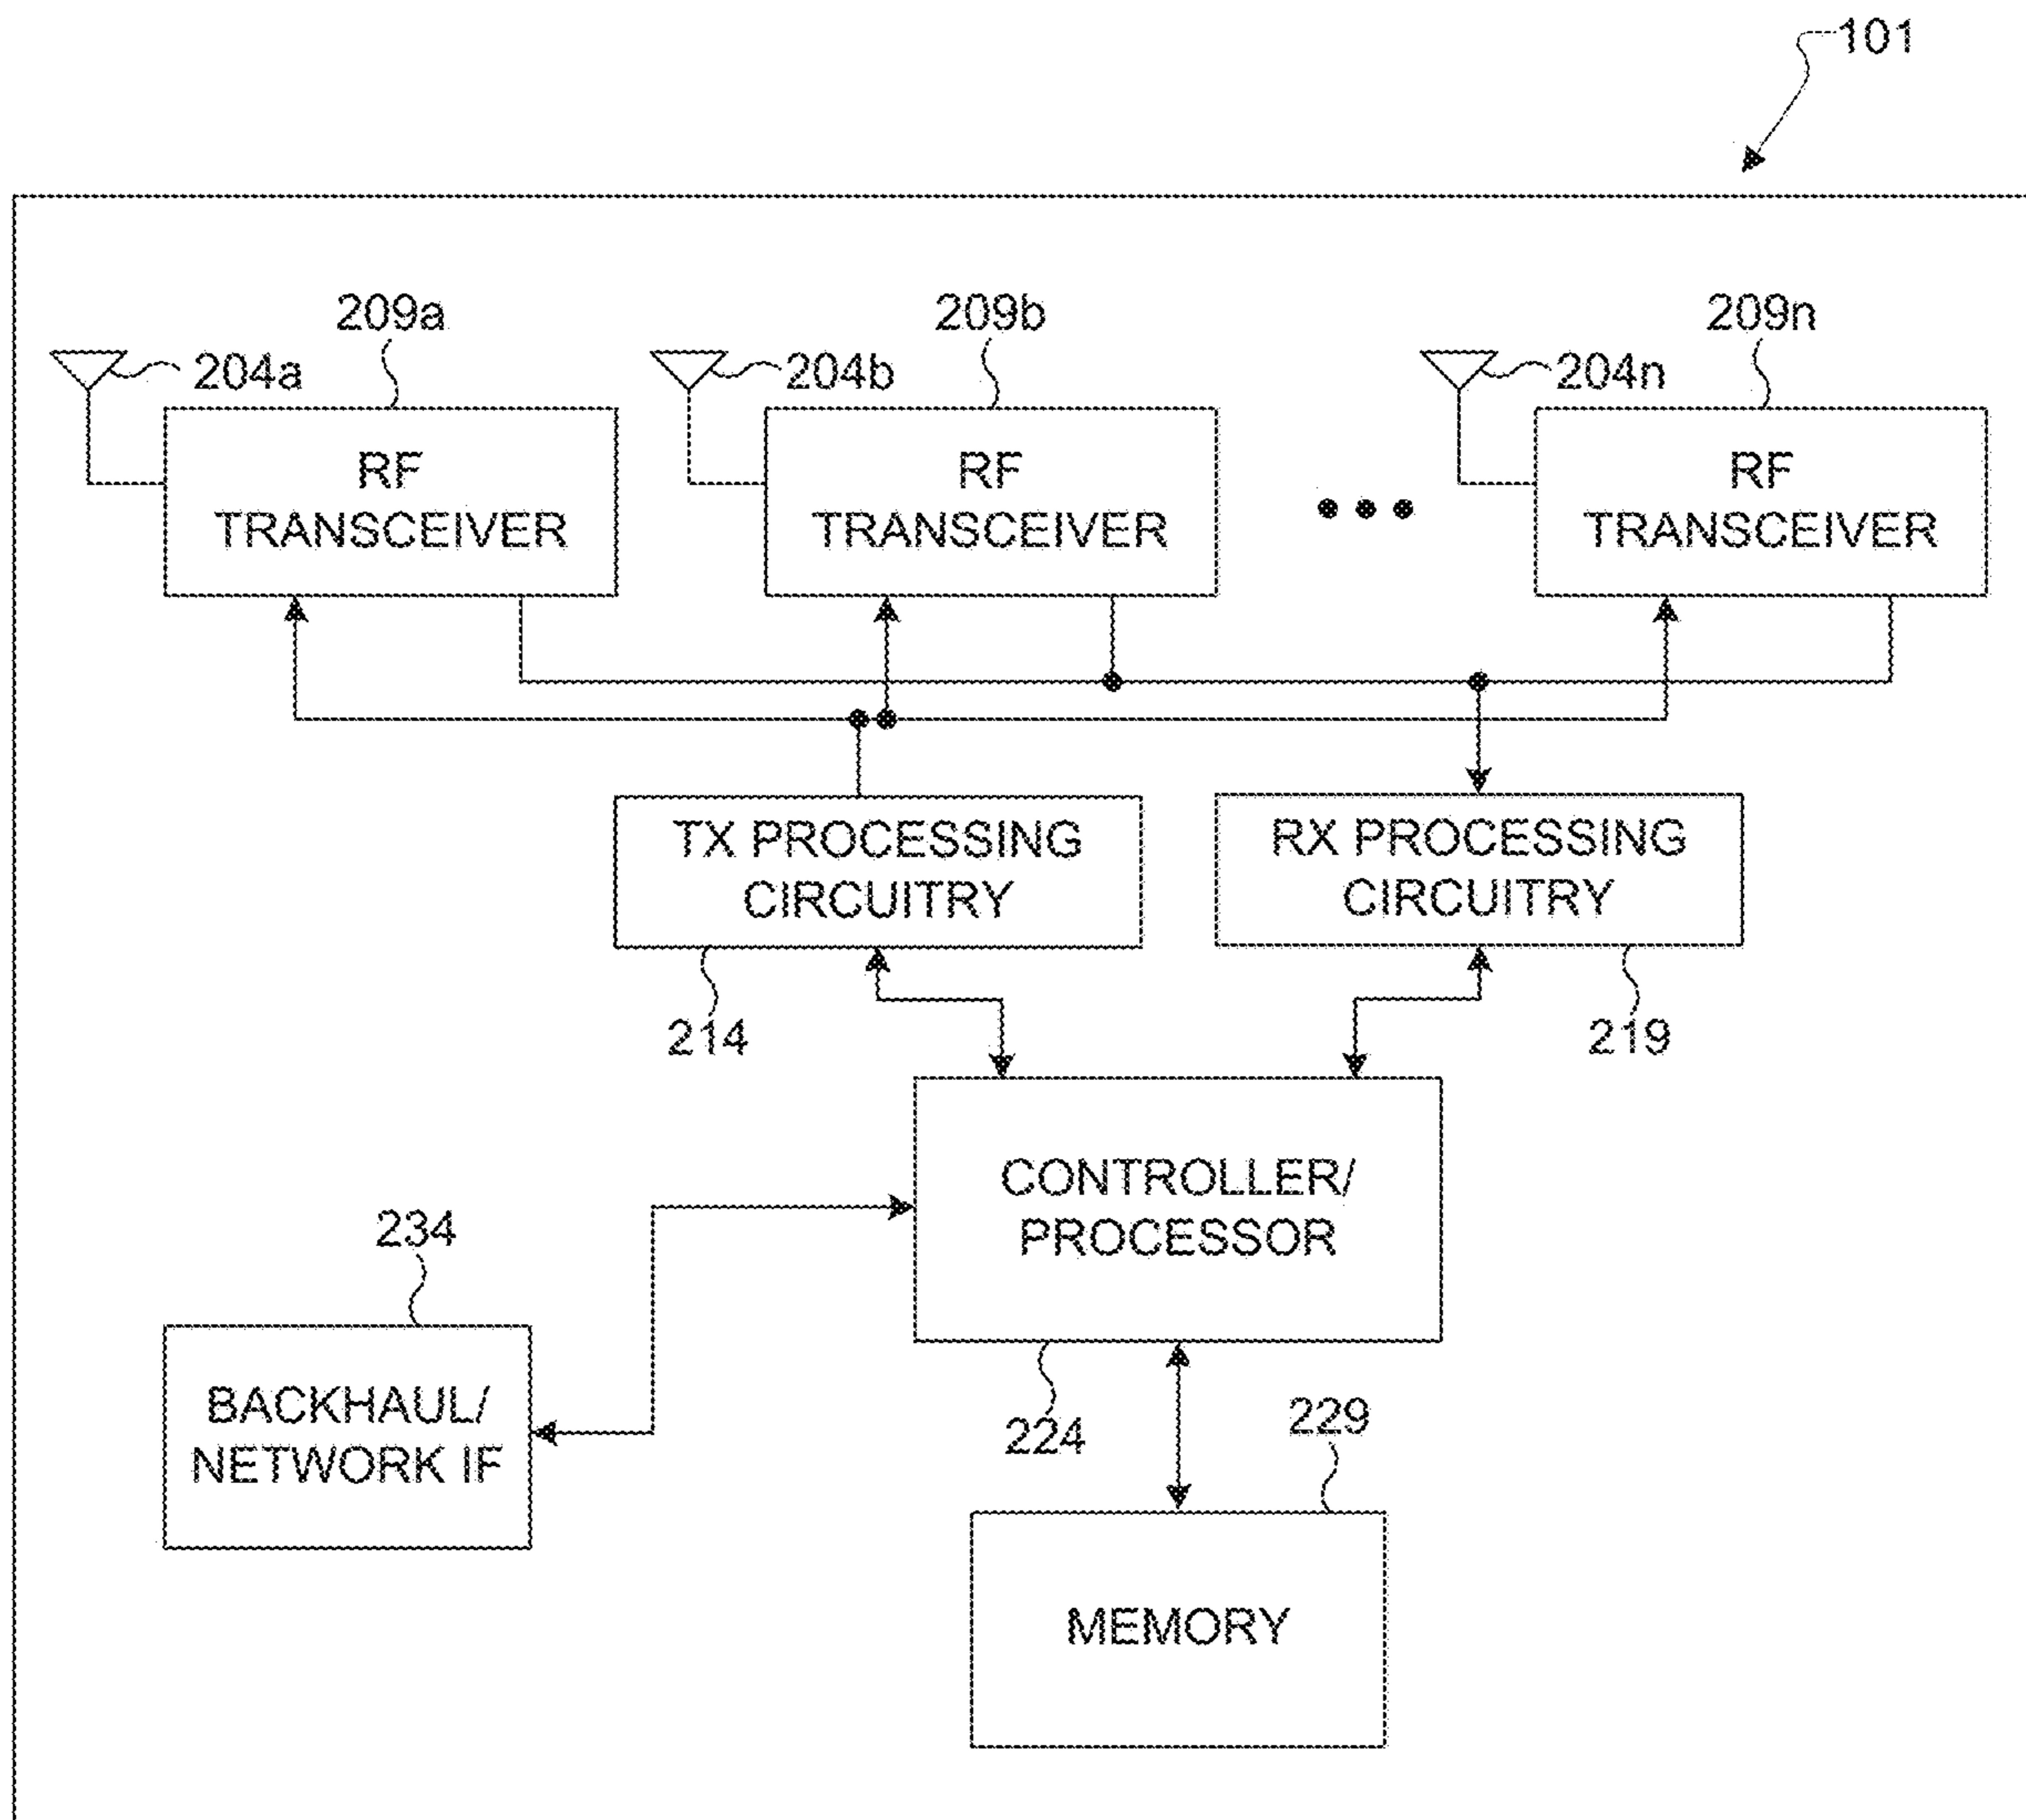 101
209a
209b
209n
204a
204b
204n
RF
TRANSCEIVER
RF
TRANSCEIVER
RF
TRANSCEIVER
TX PROCESSING
CIRCUITRY
RX PROCESSING
CIRCUITRY
214
219
CONTROLLER/
PROCESSOR
234
BACKHAUL/
NETWORK IF
224
229
MEMORY